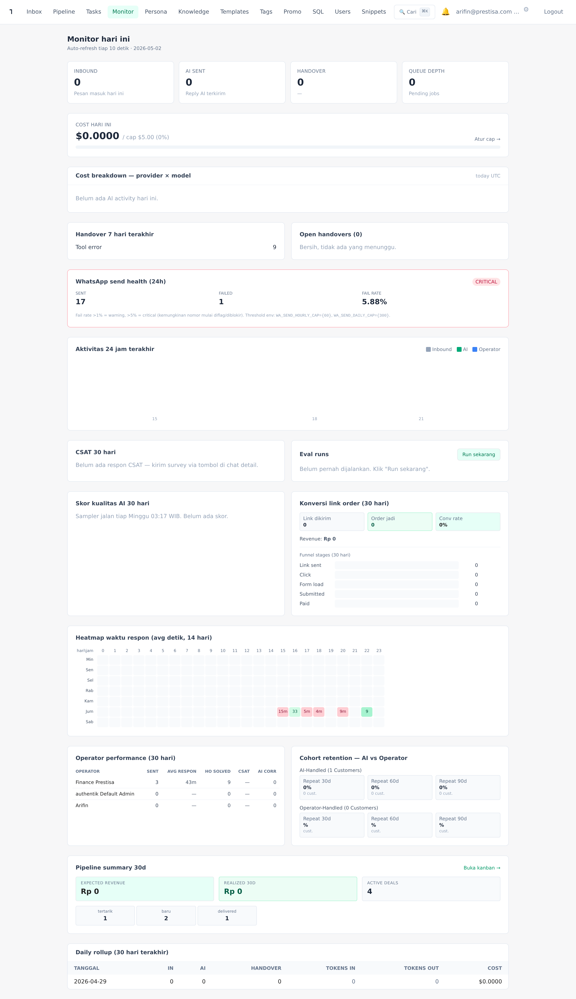 Inbox Pipeline Tasks Monitor Persona Knowledge Templates Tags Promo SQL Users Snippets 🔍 Cari ⌘K 🔔 arifin@prestisa.com ... ⚙ Logout
Monitor hari ini
Auto-refresh tiap 10 detik · 2026-05-02
INBOUND
0
Pesan masuk hari ini
AI SENT
0
Reply AI terkirim
HANDOVER
0
—
QUEUE DEPTH
0
Pending jobs
COST HARI INI
$0.0000 / cap $5.00 (0%)
Atur cap →
Cost breakdown — provider × model
today UTC
Belum ada AI activity hari ini.
Handover 7 hari terakhir
Tool error 9
Open handovers (0)
Bersih, tidak ada yang menunggu.
WhatsApp send health (24h)
CRITICAL
SENT
17
FAILED
1
FAIL RATE
5.88%
Fail rate >1% = warning, >5% = critical (kemungkinan nomor mulai diflag/diblokir). Threshold env: WA_SEND_HOURLY_CAP={60}, WA_SEND_DAILY_CAP={300}.
Aktivitas 24 jam terakhir
Inbound AI Operator
15 18 21
CSAT 30 hari
Belum ada respon CSAT — kirim survey via tombol di chat detail.
Eval runs
Run sekarang
Belum pernah dijalankan. Klik "Run sekarang".
Skor kualitas AI 30 hari
Sampler jalan tiap Minggu 03:17 WIB. Belum ada skor.
Konversi link order (30 hari)
Link dikirim
0
Order jadi
0
Conv rate
0%
Revenue: Rp 0
Funnel stages (30 hari)
Link sent 0
Click 0
Form load 0
Submitted 0
Paid 0
Heatmap waktu respon (avg detik, 14 hari)
hari\jam 0 1 2 3 4 5 6 7 8 9 10 11 12 13 14 15 16 17 18 19 20 21 22 23
Min
Sen
Sel
Rab
Kam
Jum 15m 33 5m 4m 9m 9
Sab
Operator performance (30 hari)
OPERATOR SENT AVG RESPON HO SOLVED CSAT AI CORR
Finance Prestisa 3 43m 9 — 0
authentik Default Admin 0 — 0 — 0
Arifin 0 — 0 — 0
Cohort retention — AI vs Operator
AI-Handled (1 Customers)
Repeat 30d
0%
0 cust.
Repeat 60d
0%
0 cust.
Repeat 90d
0%
0 cust.
Operator-Handled (0 Customers)
Repeat 30d
%
cust.
Repeat 60d
%
cust.
Repeat 90d
%
cust.
Pipeline summary 30d
Buka kanban →
EXPECTED REVENUE
Rp 0
REALIZED 30D
Rp 0
ACTIVE DEALS
4
tertarik
1
baru
2
delivered
1
Daily rollup (30 hari terakhir)
TANGGAL IN AI HANDOVER TOKENS IN TOKENS OUT COST
2026-04-29 0 0 0 0 0 $0.0000